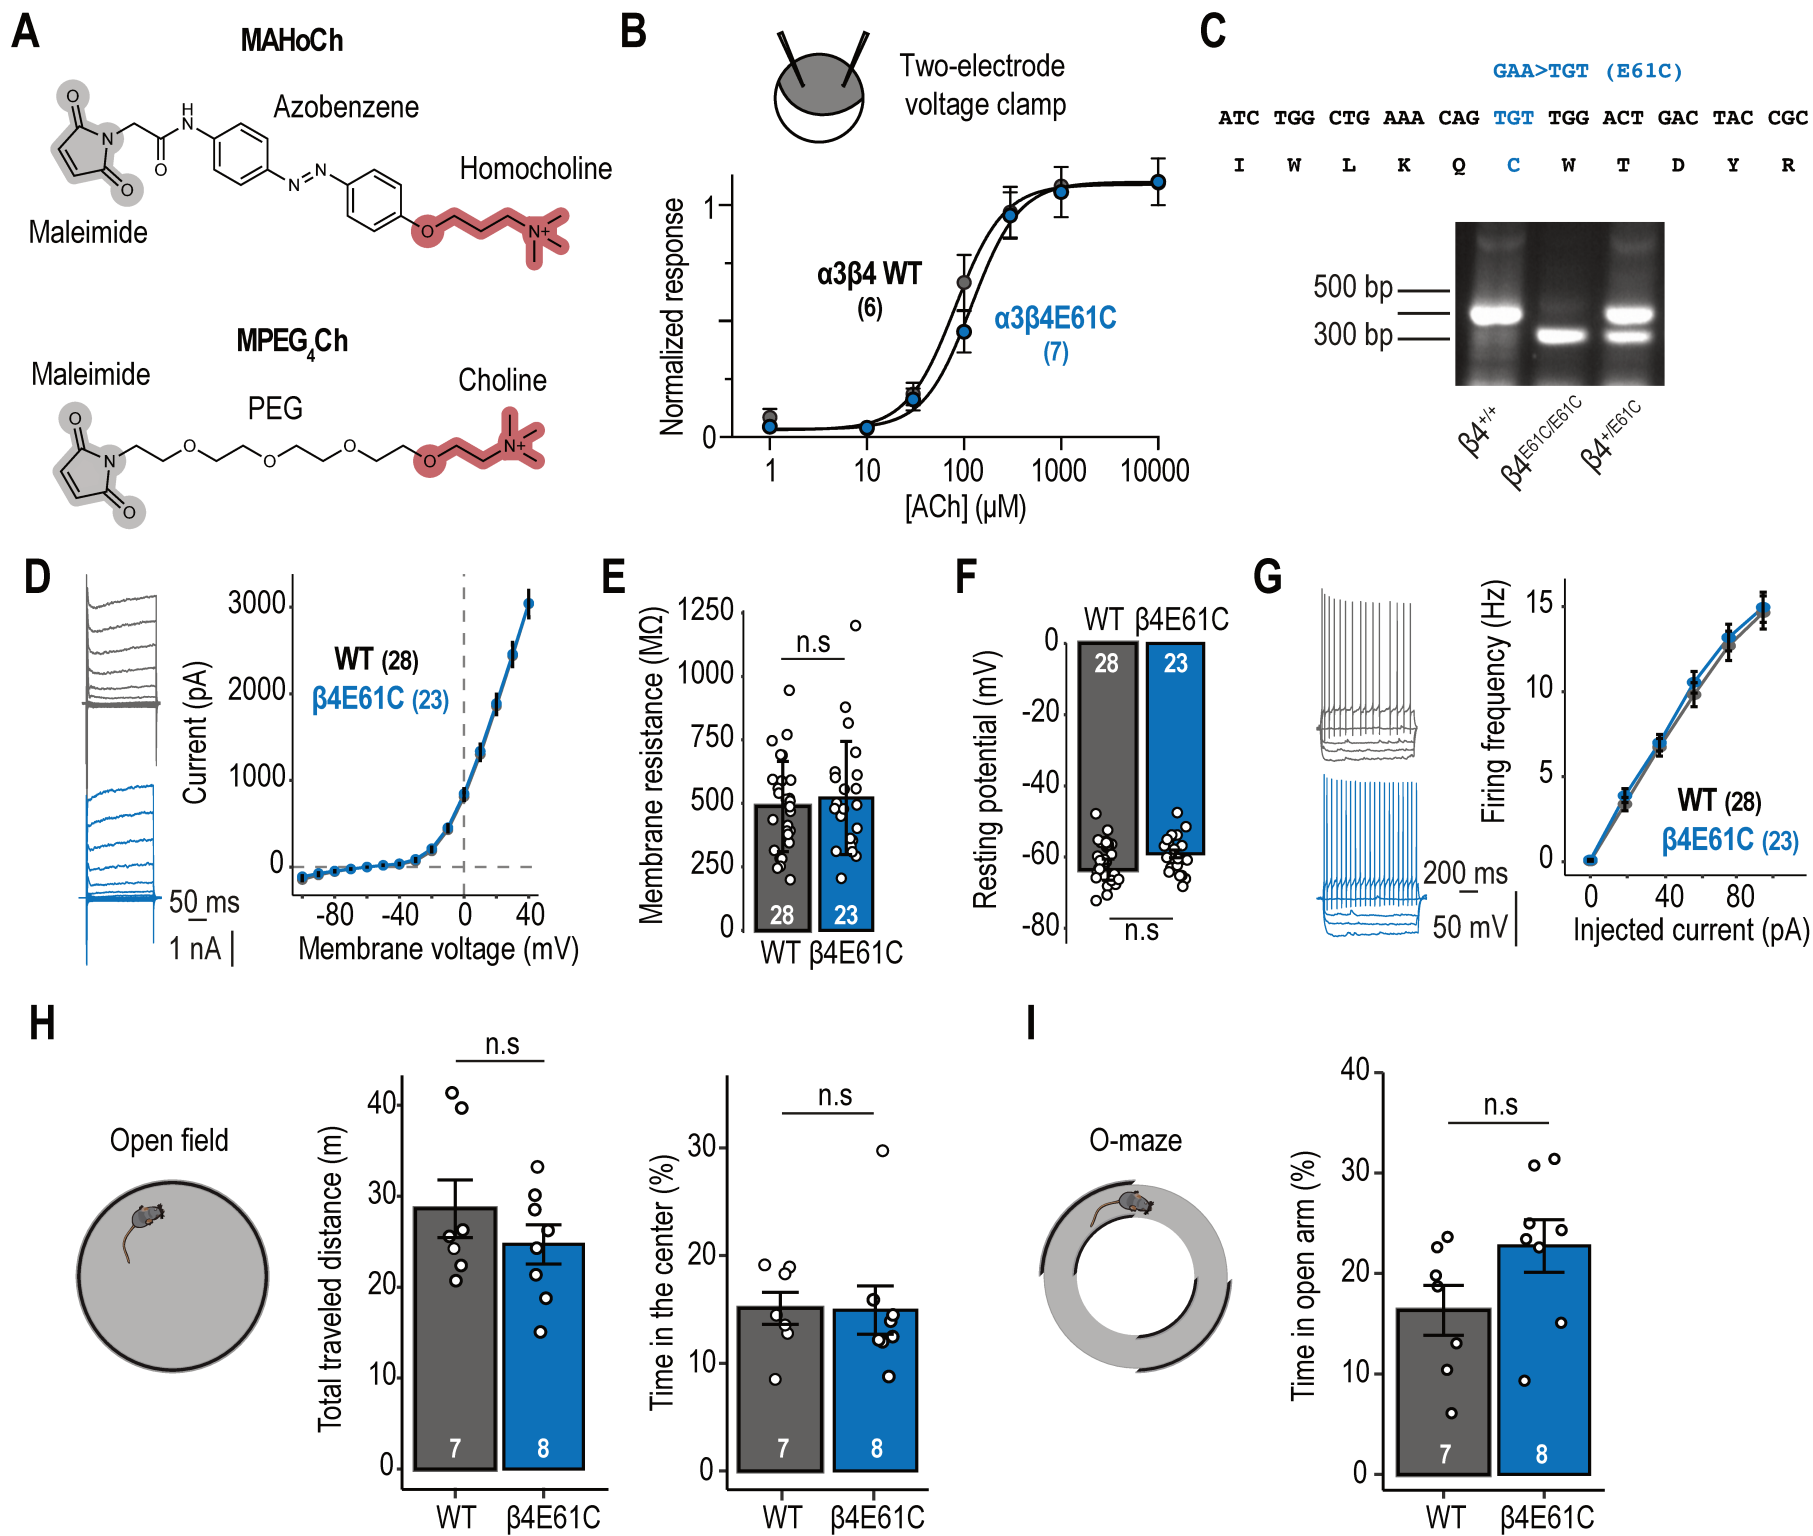 A
MAHoCh
O
N
O
O
H
N
N
N
O
N+
Azobenzene
Homocholine
Maleimide
MPEG4Ch
Maleimide
PEG
Choline
O
N
O
O
O
O
O
N+
B
Two-electrode
voltage clamp
Normalized response
1
0
α3β4 WT
(6)
α3β4E61C
(7)
1 10 100 1000 10000
[ACh] (µM)
C
GAA>TGT (E61C)
ATC TGG CTG AAA CAG TGT TGG ACT GAC TAC CGC
I W L K Q C W T D Y R
500 bp
300 bp
β4+/+
β4E61C/E61C
β4+/E61C
D
50 ms
1 nA
Current (pA)
3000
2000
1000
0
WT (28)
β4E61C (23)
-80 -40 0 40
Membrane voltage (mV)
E
Membrane resistance (MΩ)
1250
1000
750
500
250
0
n.s
28 23
WT β4E61C
F
WT β4E61C
Resting potential (mV)
0
-20
-40
-60
-80
28 23
n.s
G
200 ms
50 mV
Firing frequency (Hz)
15
10
5
0
WT (28)
β4E61C (23)
0 40 80
Injected current (pA)
H
Open field
Total traveled distance (m)
40
30
20
10
0
n.s
7 8
WT β4E61C
Time in the center (%)
30
20
10
0
n.s
7 8
WT β4E61C
I
O-maze
Time in open arm (%)
40
30
20
10
0
n.s
7 8
WT β4E61C